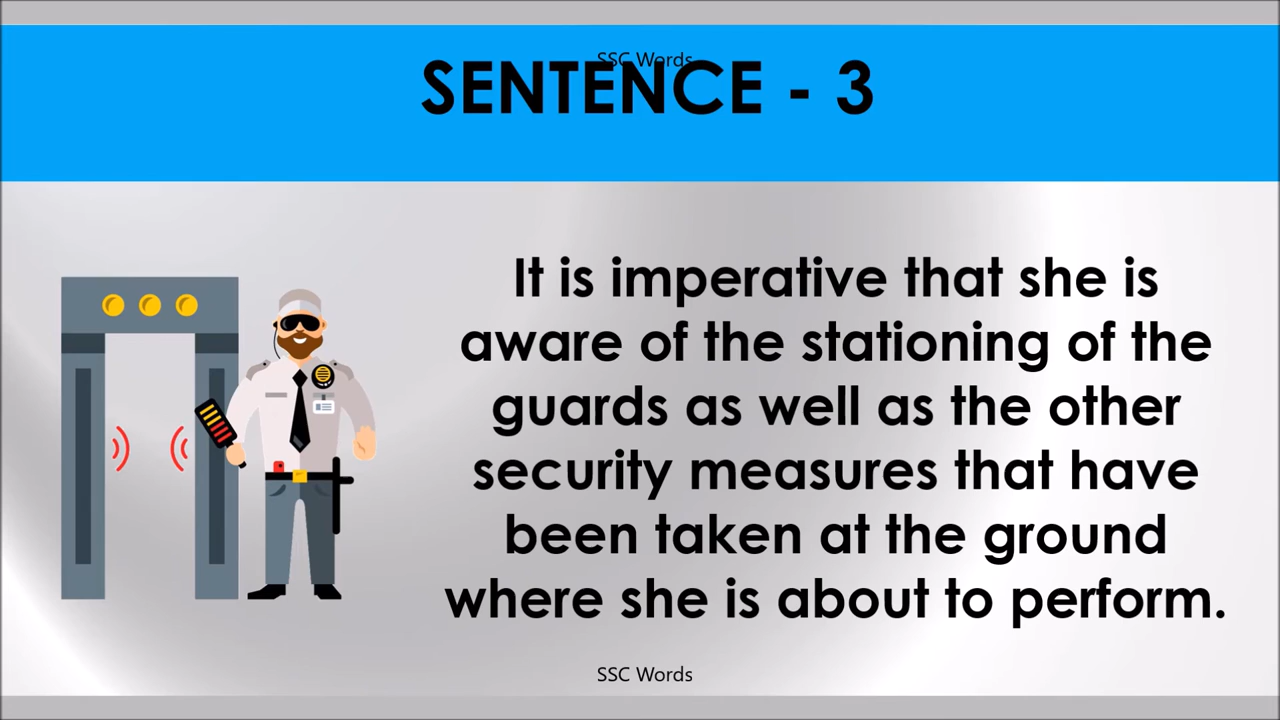 SSC Words
SENTENCE - 3
It is imperative that she is
aware of the stationing of the
guards as well as the other
security measures that have
been taken at the ground
where she is about to perform.
SSC Words